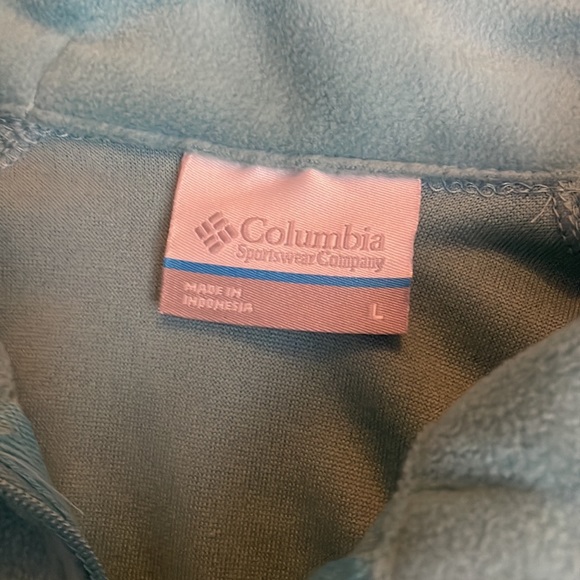 Columbia
Sportswear Company
MADE IN
INDONESIA
L